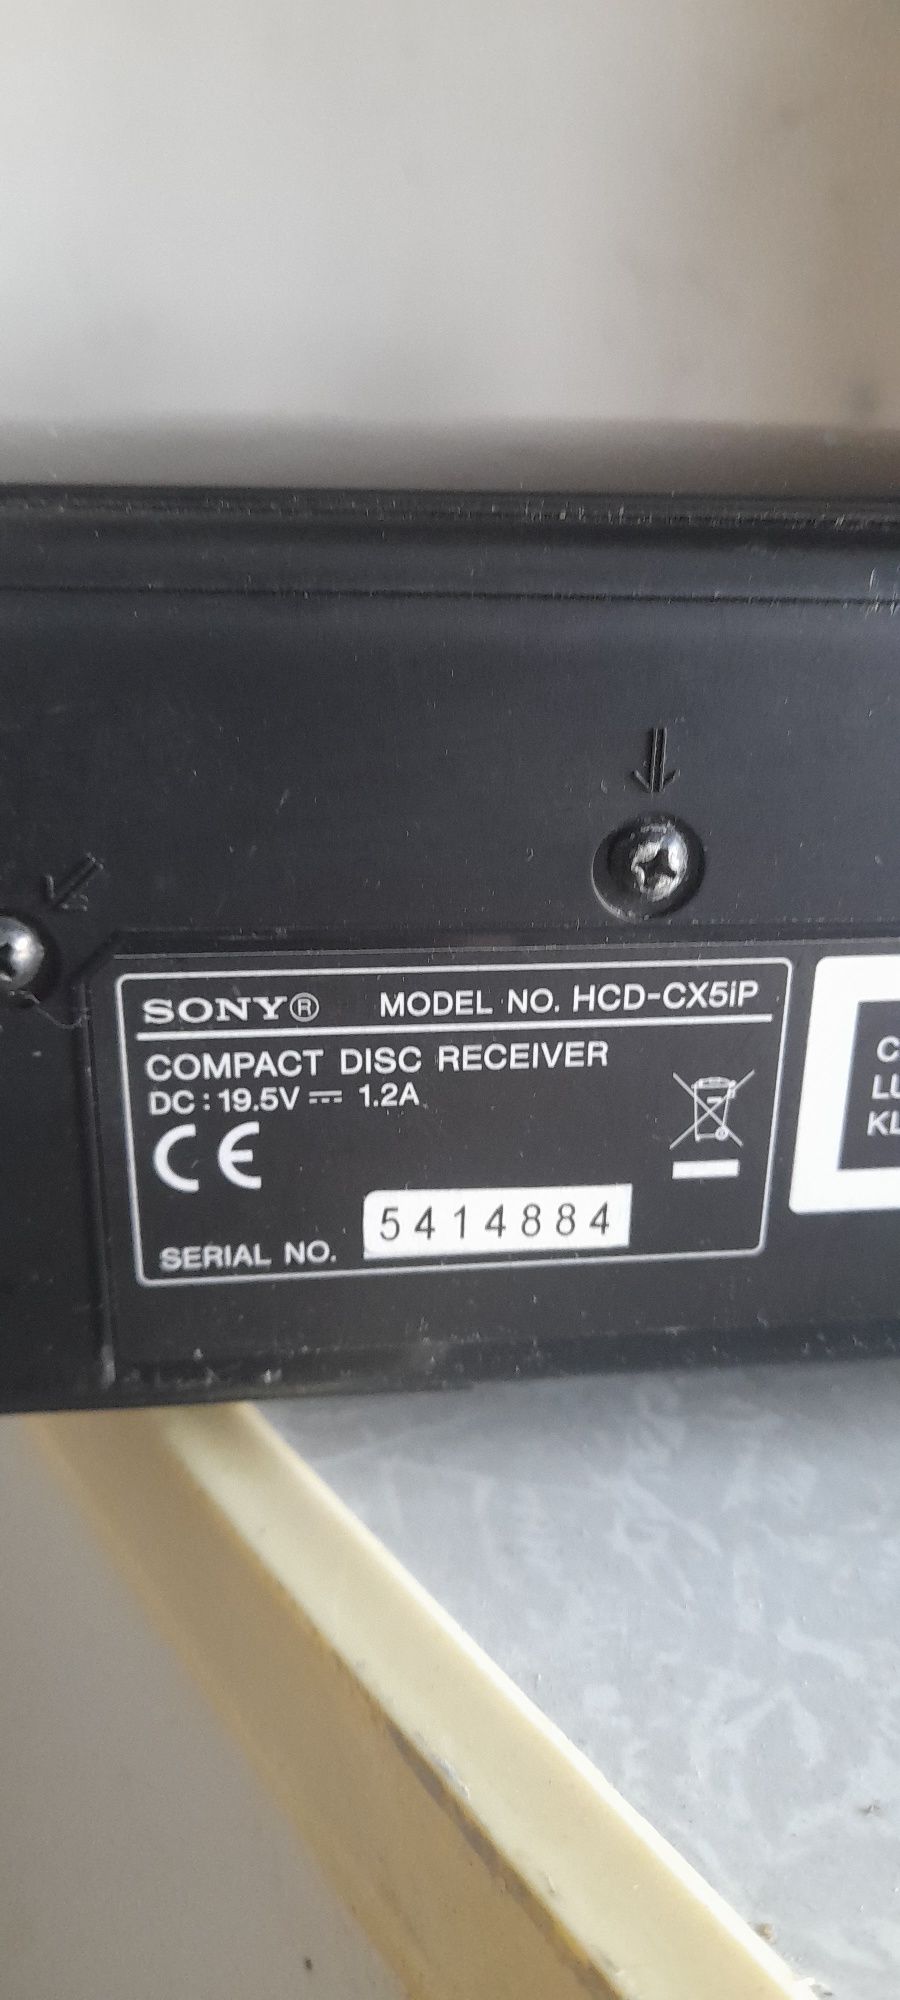 SONY® MODEL NO. HCD-CX5iP
COMPACT DISC RECEIVER
DC : 19.5V ⎓ 1.2A
CE
SERIAL NO. 5414884